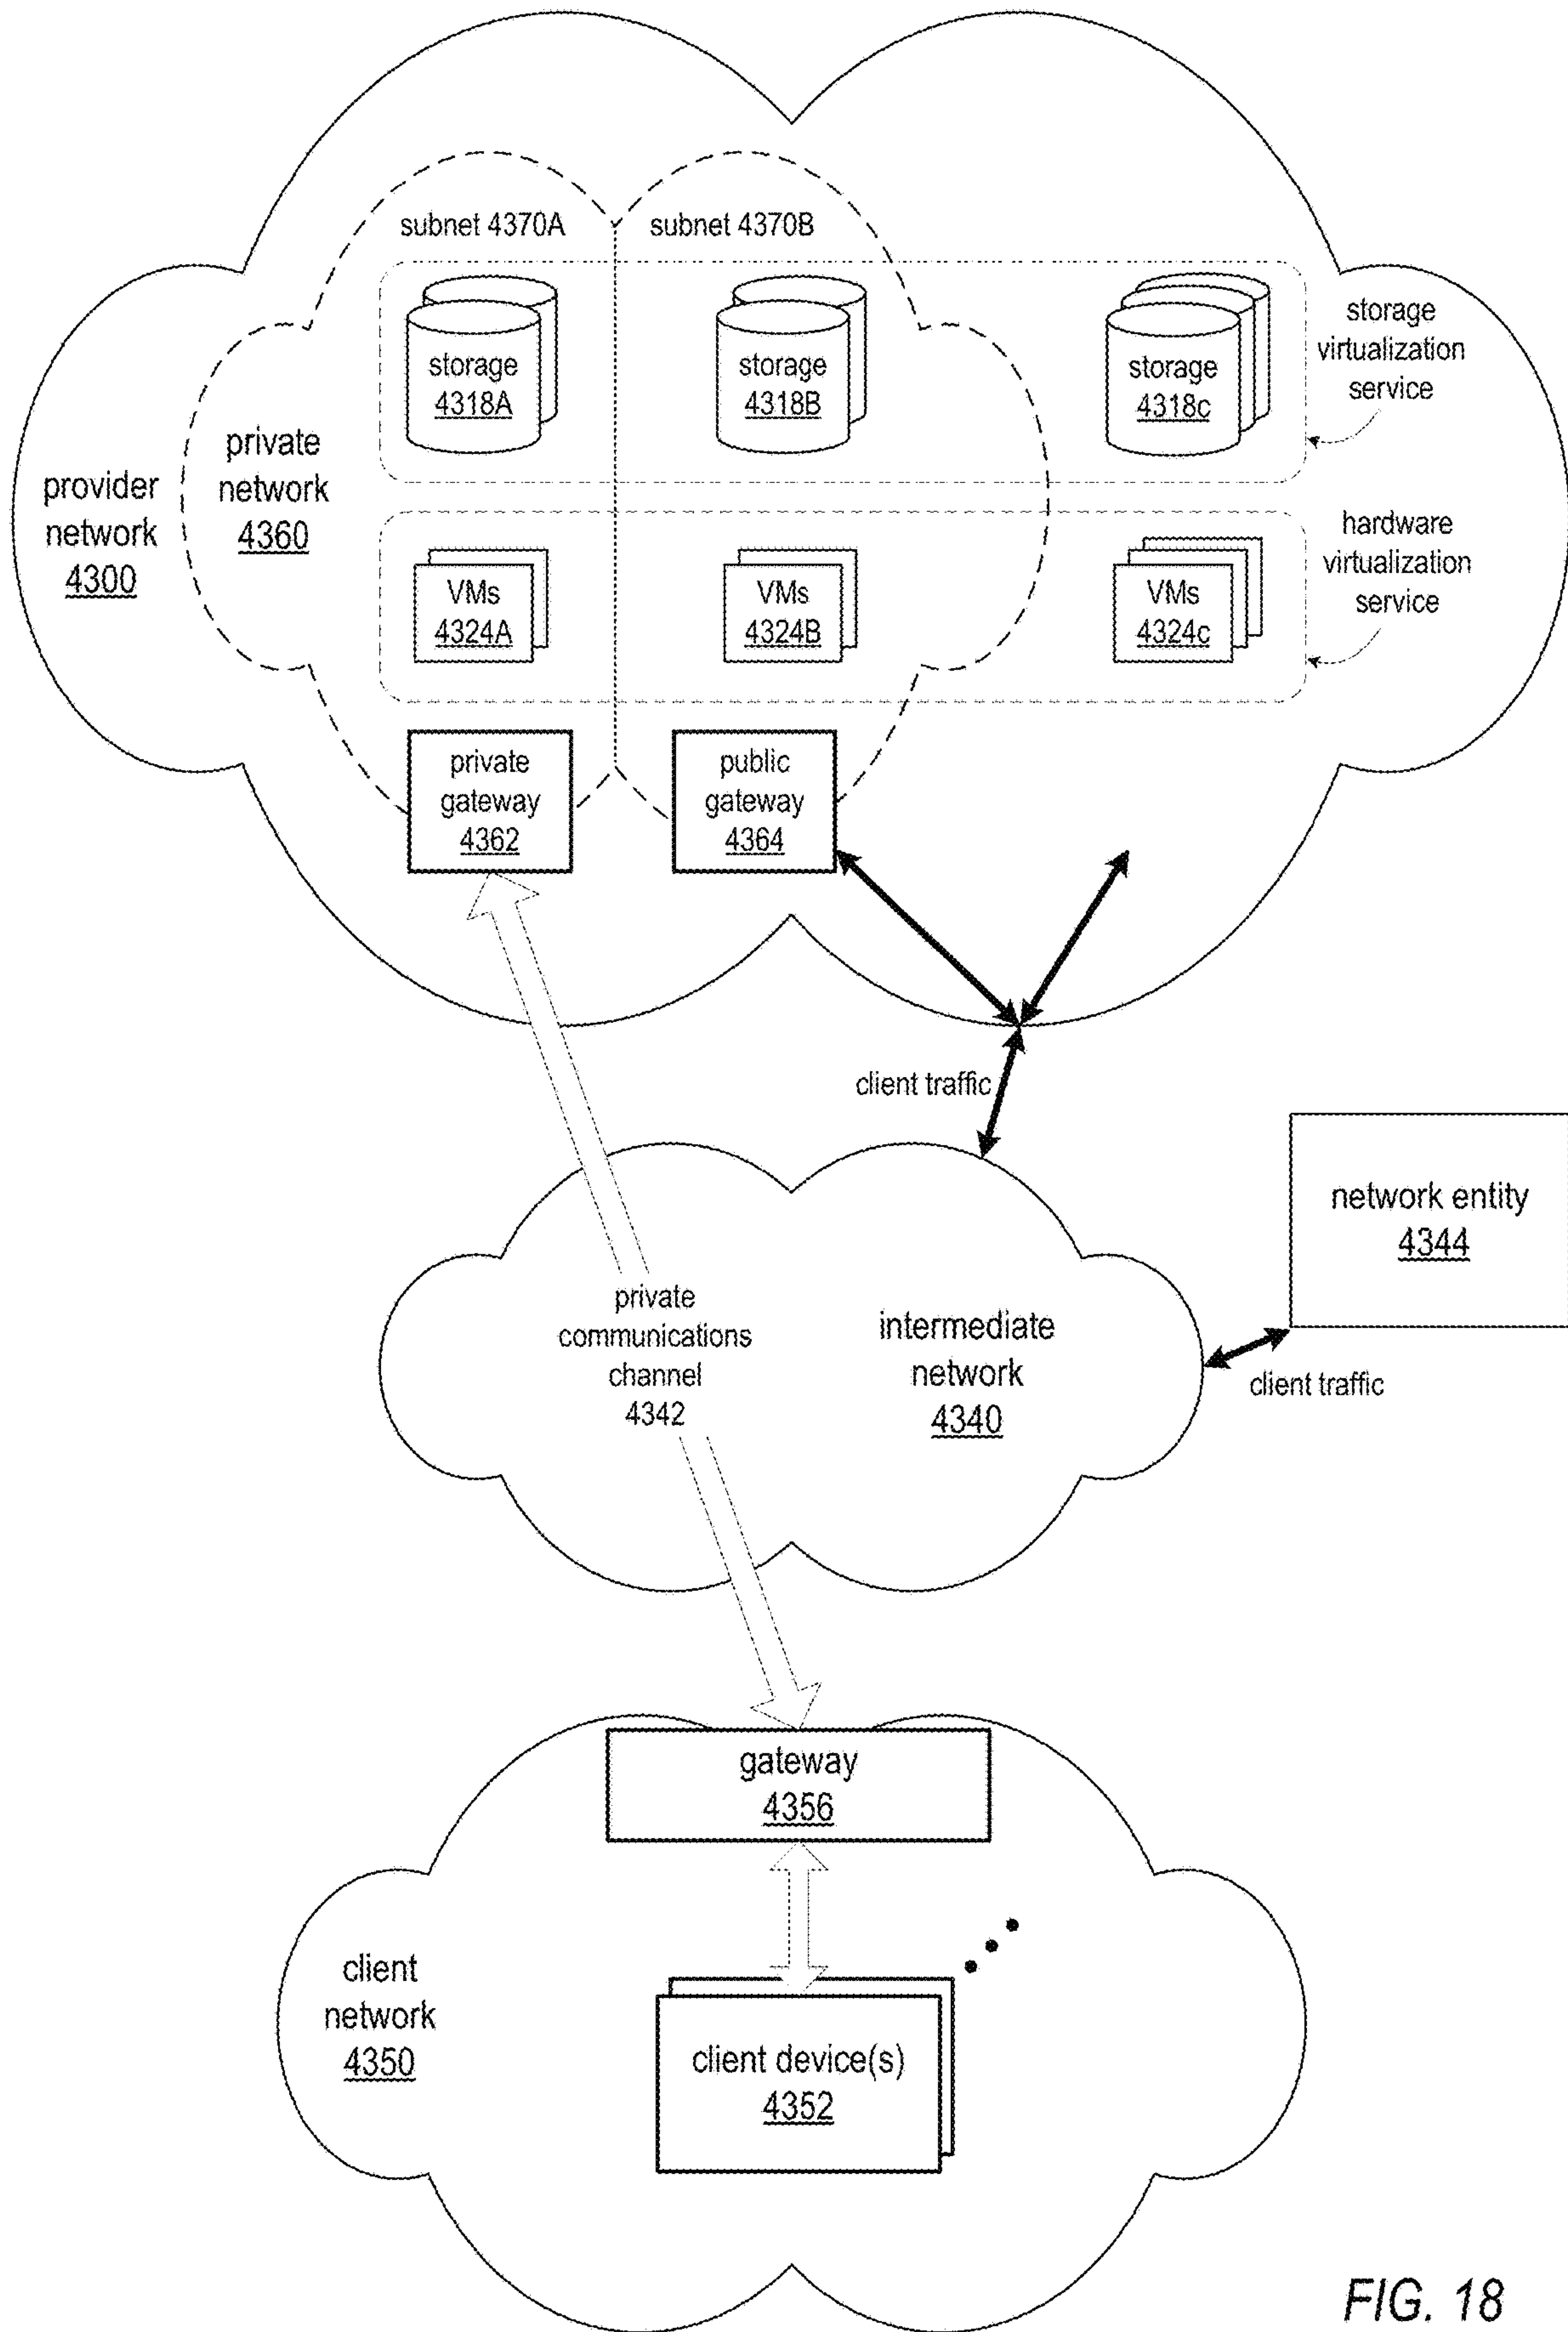 subnet 4370A
subnet 4370B
storage
4318A
storage
4318B
storage
4318c
storage
virtualization
service
private
network
4360
provider
network
4300
VMs
4324A
VMs
4324B
VMs
4324c
hardware
virtualization
service
private
gateway
4362
public
gateway
4364
client traffic
network entity
4344
private
communications
channel
4342
intermediate
network
4340
client traffic
gateway
4356
client
network
4350
client device(s)
4352
FIG. 18